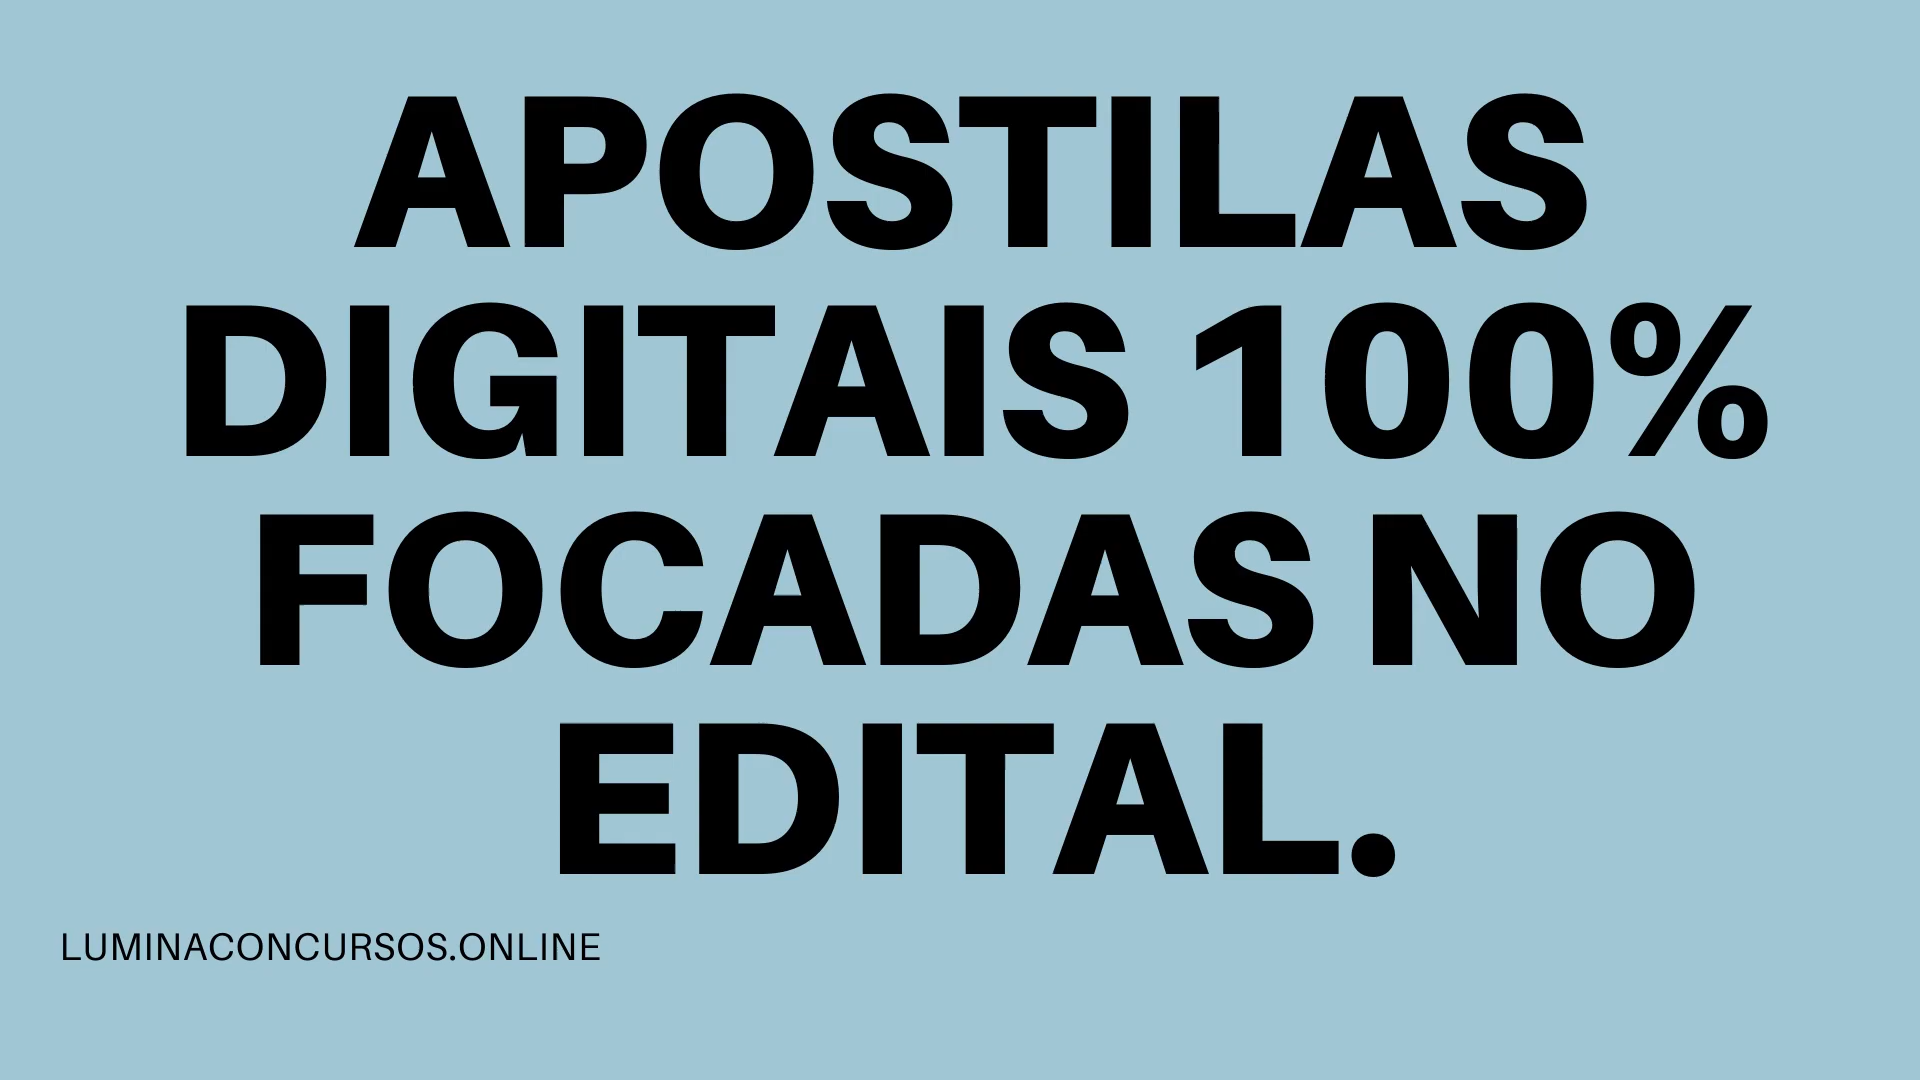 APOSTILAS
DIGITAIS 100%
FOCADAS NO
EDITAL.
LUMINACONCURSOS.ONLINE